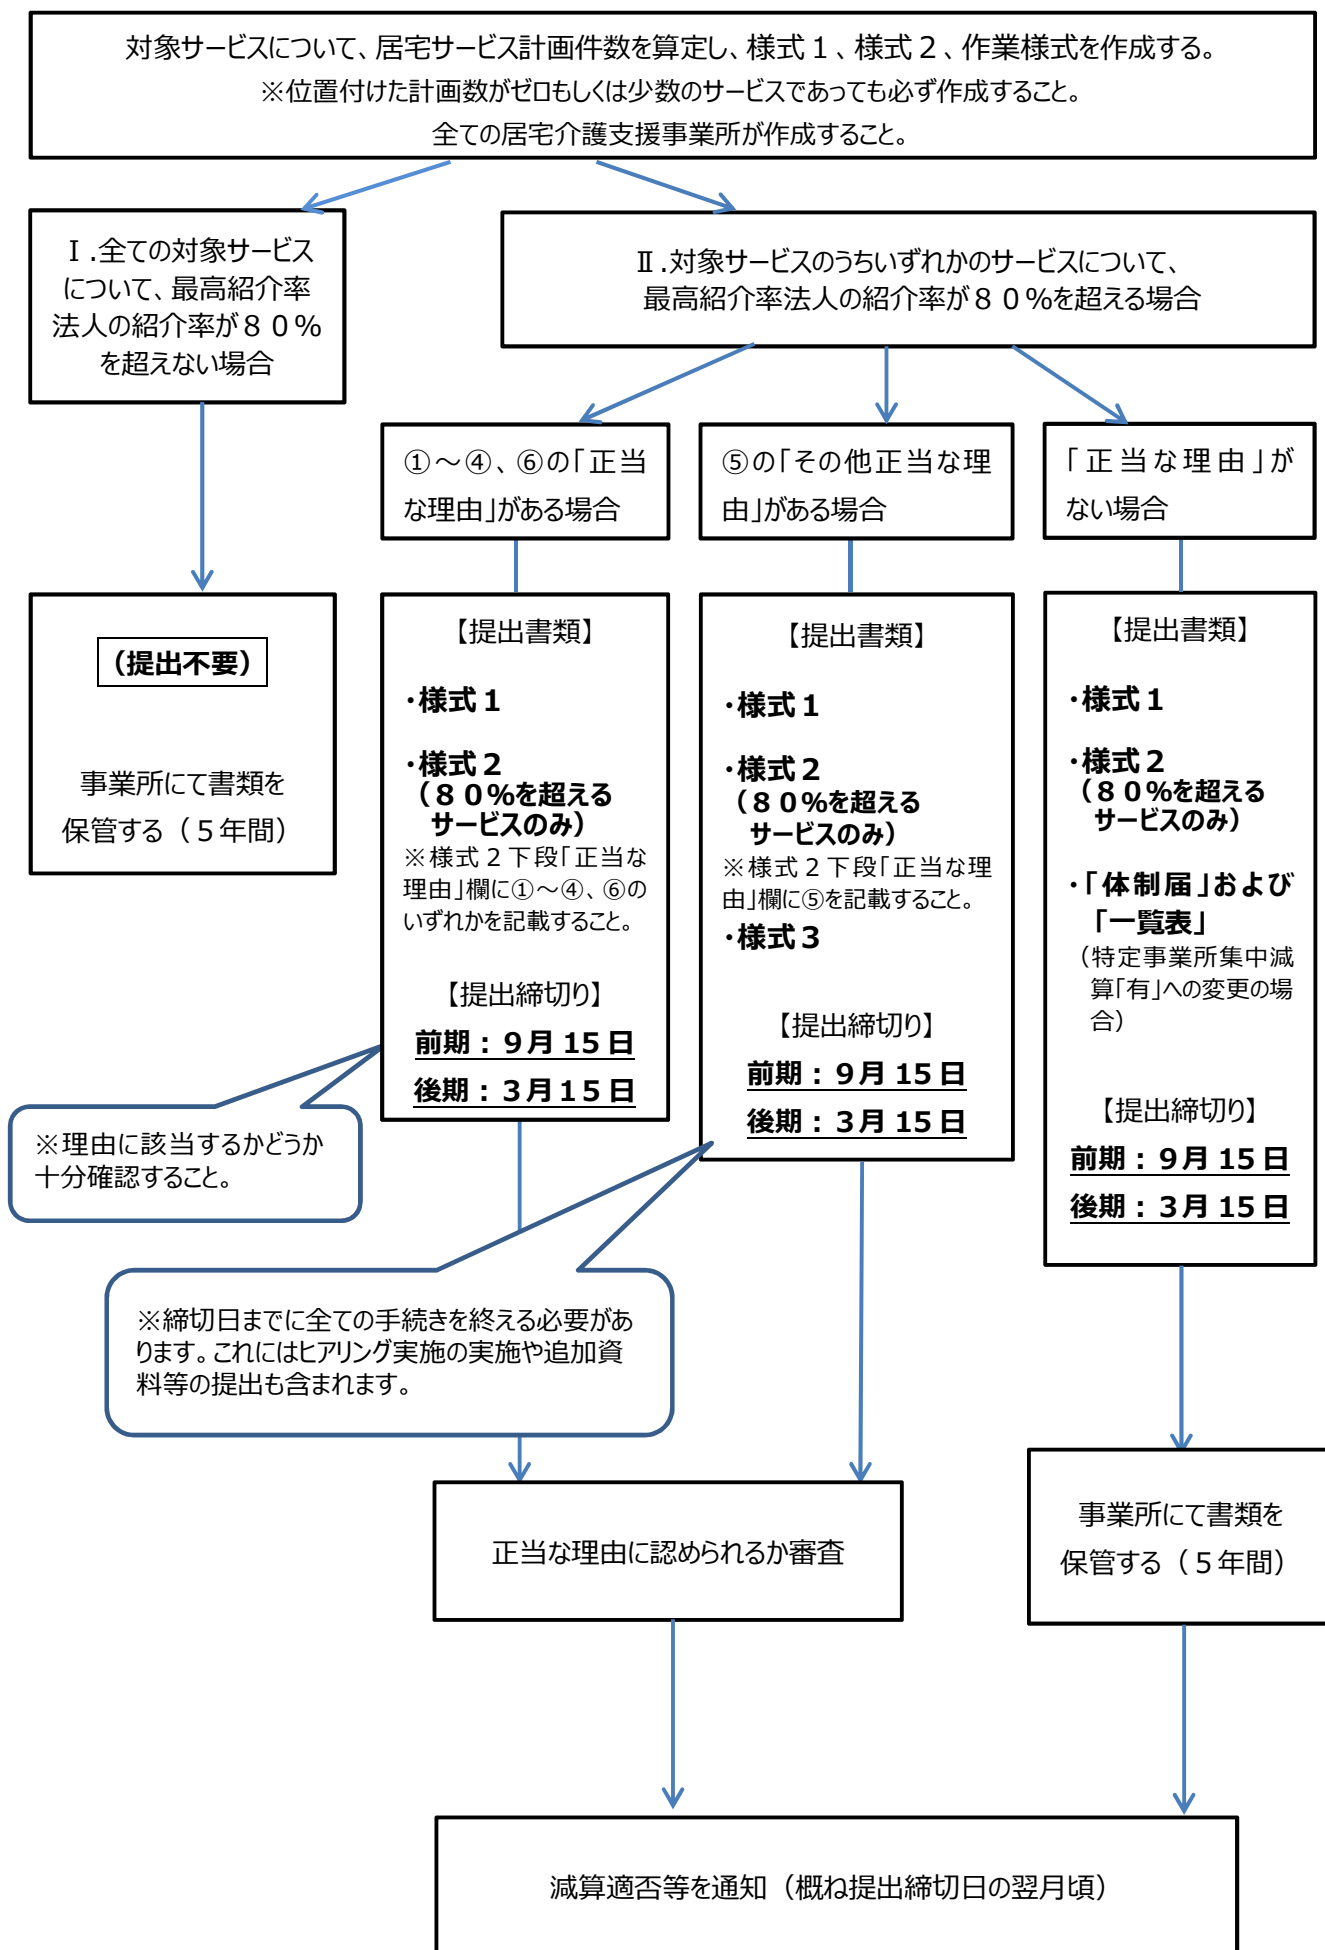 対象サービスについて、居宅サービス計画件数を算定し、様式１、様式２、作業様式を作成する。
※位置付けた計画数がゼロもしくは少数のサービスであっても必ず作成すること。
全ての居宅介護支援事業所が作成すること。
Ⅰ.全ての対象サービス
について、最高紹介率
法人の紹介率が８０％
を超えない場合
Ⅱ.対象サービスのうちいずれかのサービスについて、
最高紹介率法人の紹介率が８０％を超える場合
①～④、⑥の「正当
な理由」がある場合
⑤の「その他正当な理
由」がある場合
「正当な理由」が
ない場合
（提出不要）
事業所にて書類を
保管する（５年間）
【提出書類】
・様式１
・様式２
（８０％を超える
サービスのみ）
※様式２下段「正当な
理由」欄に①～④、⑥の
いずれかを記載すること。
【提出締切り】
前期：９月 15 日
後期：３月１５日
【提出書類】
・様式１
・様式２
（８０％を超える
サービスのみ）
※様式２下段「正当な理
由」欄に⑤を記載すること。
・様式３
【提出締切り】
前期：９月 15 日
後期：３月 15 日
【提出書類】
・様式１
・様式２
（８０％を超える
サービスのみ）
・「体制届」および
「一覧表」
（特定事業所集中減
算「有」への変更の場
合）
【提出締切り】
前期：９月 15 日
後期：３月 15 日
※理由に該当するかどうか
十分確認すること。
※締切日までに全ての手続きを終える必要があ
ります。これにはヒアリング実施の実施や追加資
料等の提出も含まれます。
正当な理由に認められるか審査
事業所にて書類を
保管する（５年間）
減算適否等を通知（概ね提出締切日の翌月頃）